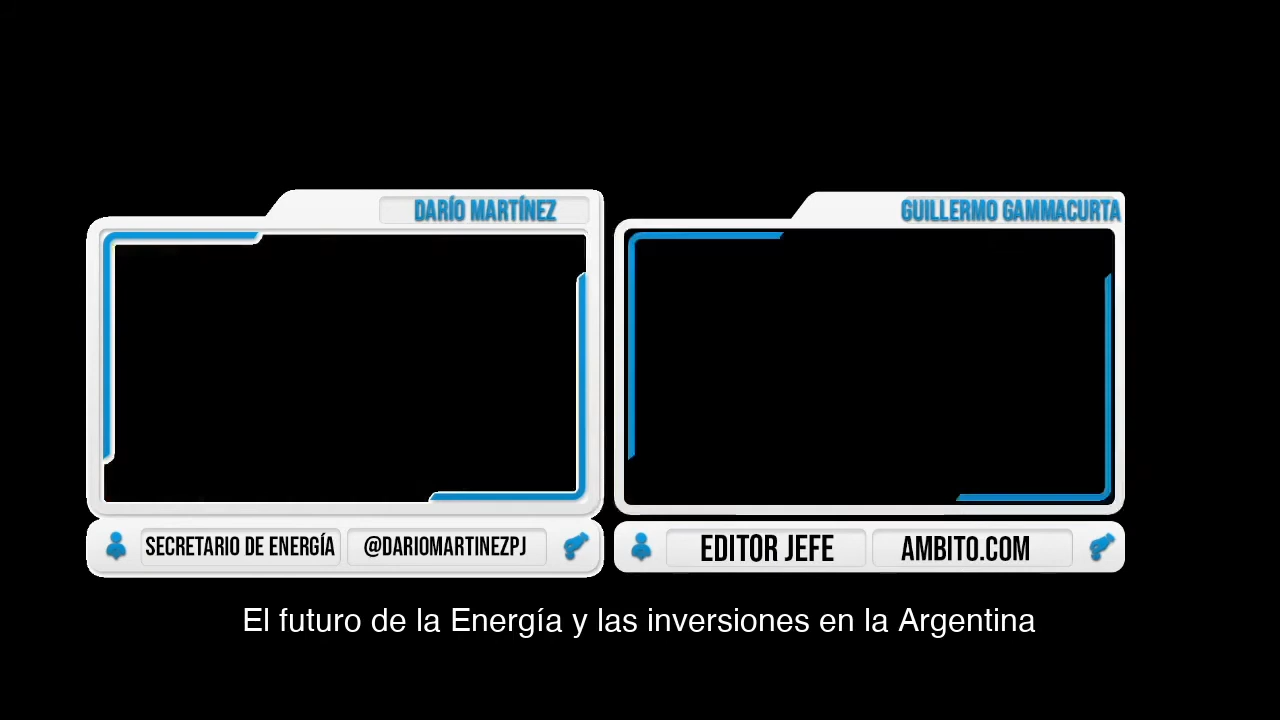 DARÍO MARTÍNEZ
SECRETARIO DE ENERGÍA
@DARIOMARTINEZPJ
GUILLERMO GAMMACURTA
EDITOR JEFE
AMBITO.COM
El futuro de la Energía y las inversiones en la Argentina